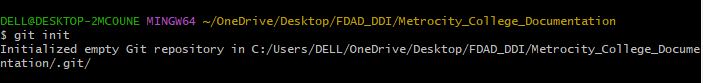 DELL@DESKTOP-2MCOUNE MINGW64 ~/OneDrive/Desktop/FDAD_DDI/Metrocity_College_Documentation
$ git init
Initialized empty Git repository in C:/Users/DELL/OneDrive/Desktop/FDAD_DDI/Metrocity_College_Docume
ntation/.git/